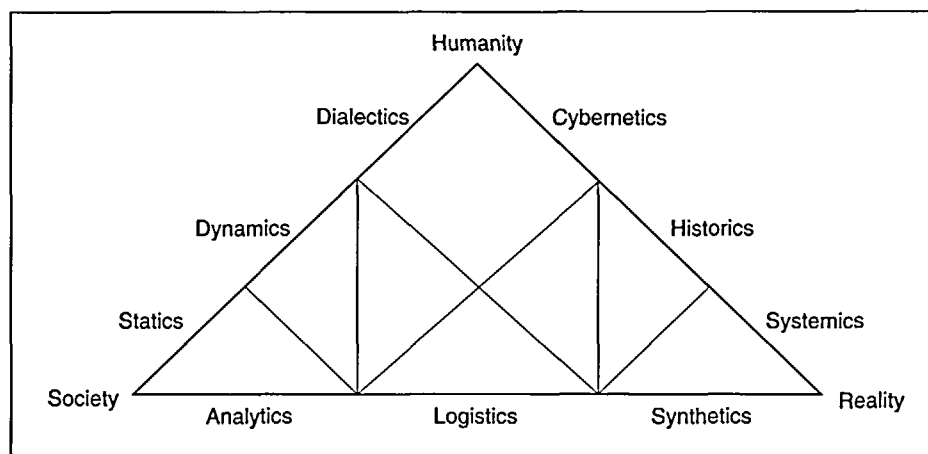 Humanity
Dialectics
Cybernetics
Dynamics
Historics
Statics
Systemics
Society
Reality
Analytics
Logistics
Synthetics